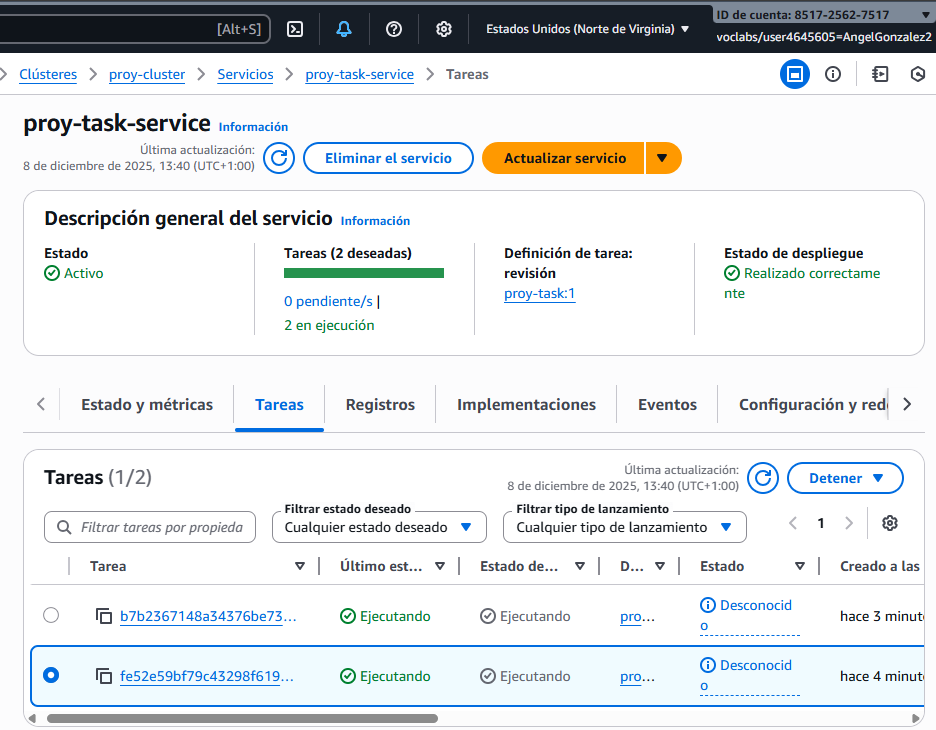 [Alt+S]
Estados Unidos (Norte de Virginia)
ID de cuenta: 8517-2562-7517
voclabs/user4645605=AngelGonzalez2
Clústeres
proy-cluster
Servicios
proy-task-service
Tareas
proy-task-service
Información
Última actualización:
8 de diciembre de 2025, 13:40 (UTC+1:00)
Eliminar el servicio
Actualizar servicio
Descripción general del servicio
Información
Estado
Activo
Tareas (2 deseadas)
0 pendiente/s |
2 en ejecución
Definición de tarea:
revisión
proy-task:1
Estado de despliegue
Realizado correctame
nte
Estado y métricas
Tareas
Registros
Implementaciones
Eventos
Configuración y rede
Tareas (1/2)
Última actualización:
8 de diciembre de 2025, 13:40 (UTC+1:00)
Detener
Filtrar tareas por propieda
Filtrar estado deseado
Cualquier estado deseado
Filtrar tipo de lanzamiento
Cualquier tipo de lanzamiento
1
Tarea
Último est...
Estado de...
D...
Estado
Creado a las
b7b2367148a34376be73...
Ejecutando
Ejecutando
pro...
Desconocid
o
hace 3 minut
fe52e59bf79c43298f619...
Ejecutando
Ejecutando
pro...
Desconocid
o
hace 4 minut